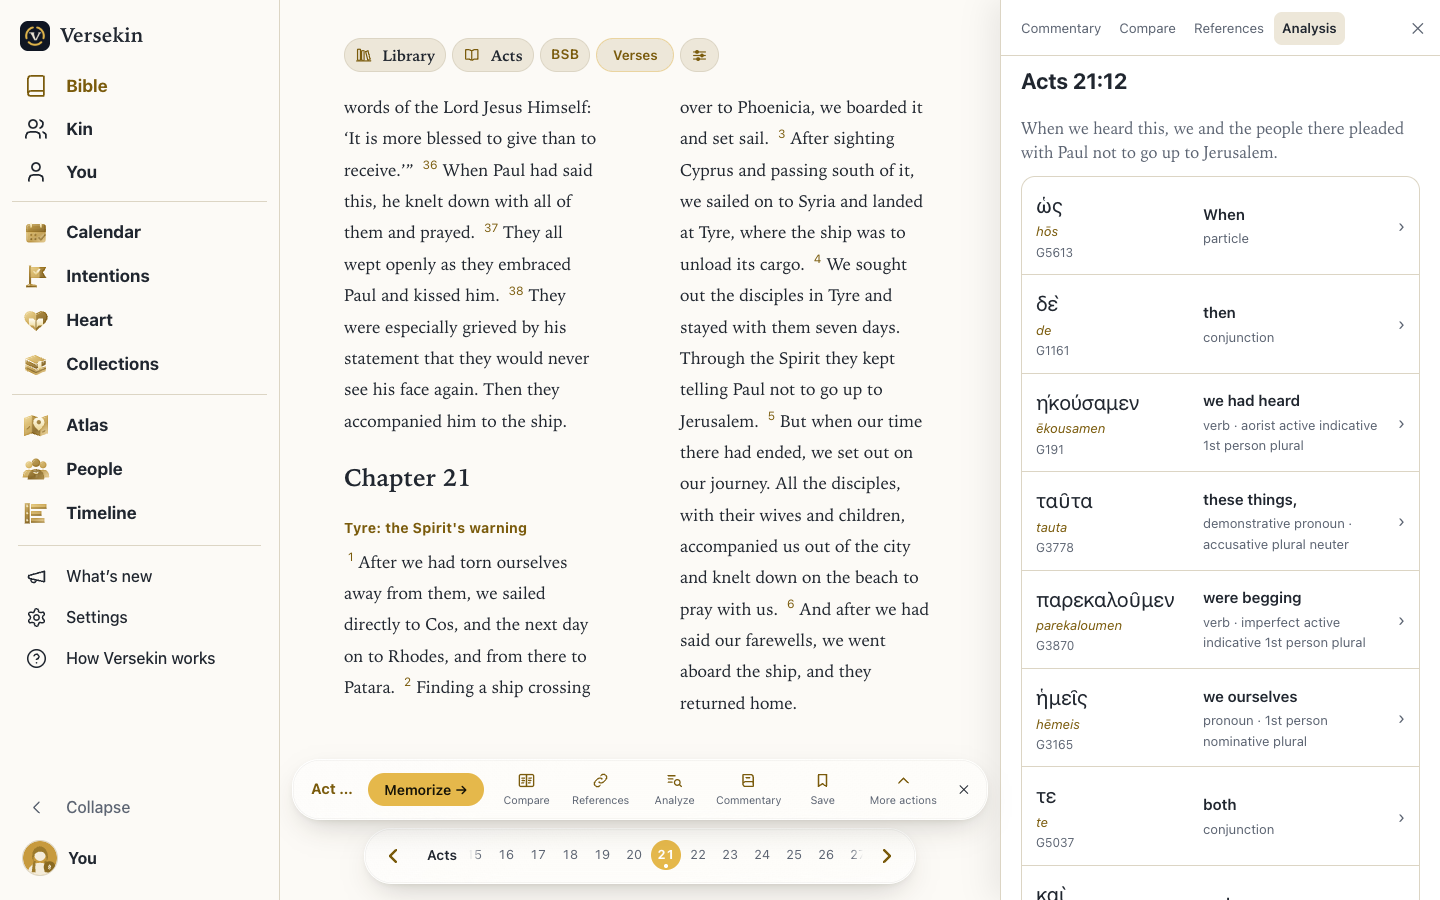 Versekin
Bible
Kin
You
Calendar
Intentions
Heart
Collections
Atlas
People
Timeline
What's new
Settings
How Versekin works
Collapse
You
Library
Acts
BSB
Verses
words of the Lord Jesus Himself:
‘It is more blessed to give than to
receive.’” 36 When Paul had said
this, he knelt down with all of
them and prayed. 37 They all
wept openly as they embraced
Paul and kissed him. 38 They
were especially grieved by his
statement that they would never
see his face again. Then they
accompanied him to the ship.
Chapter 21
Tyre: the Spirit's warning
1 After we had torn ourselves
away from them, we sailed
directly to Cos, and the next day
on to Rhodes, and from there to
Patara. 2 Finding a ship crossing
over to Phoenicia, we boarded it
and set sail. 3 After sighting
Cyprus and passing south of it,
we sailed on to Syria and landed
at Tyre, where the ship was to
unload its cargo. 4 We sought
out the disciples in Tyre and
stayed with them seven days.
Through the Spirit they kept
telling Paul not to go up to
Jerusalem. 5 But when our time
there had ended, we set out on
our journey. All the disciples,
with their wives and children,
accompanied us out of the city
and knelt down on the beach to
pray with us. 6 And after we had
said our farewells, we went
aboard the ship, and they
returned home.
Act ...
Memorize →
Compare
References
Analyze
Commentary
Save
More actions
Acts 15 16 17 18 19 20 21 22 23 24 25 26 27
Commentary
Compare
References
Analysis
Acts 21:12
When we heard this, we and the people there pleaded
with Paul not to go up to Jerusalem.
ὡς
hōs
G5613
When
particle
δὲ
de
G1161
then
conjunction
ἠκούσαμεν
ēkousamen
G191
we had heard
verb · aorist active indicative
1st person plural
ταῦτα
tauta
G3778
these things,
demonstrative pronoun ·
accusative plural neuter
παρεκαλοῦμεν
parekaloumen
G3870
were begging
verb · imperfect active
indicative 1st person plural
ἡμεῖς
hēmeis
G3165
we ourselves
pronoun · 1st person
nominative plural
τε
te
G5037
both
conjunction
καὶ